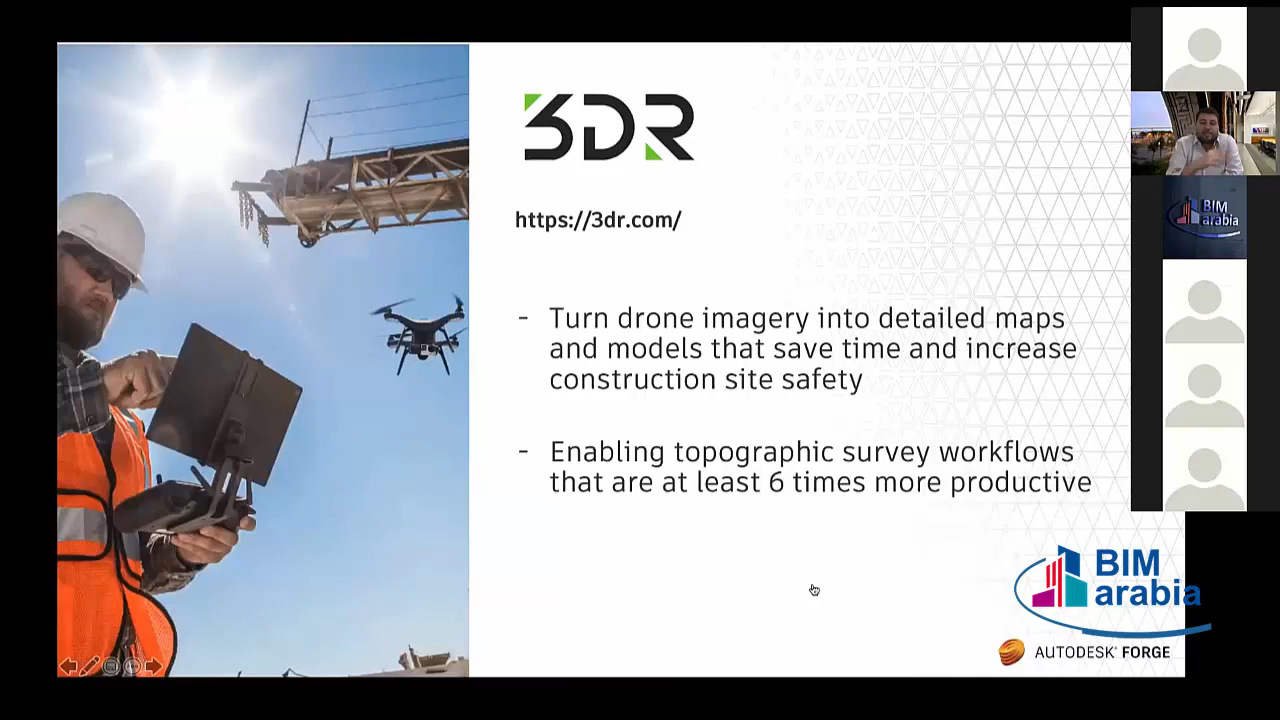 3DR
https://3dr.com/
- Turn drone imagery into detailed maps
and models that save time and increase
construction site safety
- Enabling topographic survey workflows
that are at least 6 times more productive
BIM
arabia
BIM
arabia
AUTODESK® FORGE